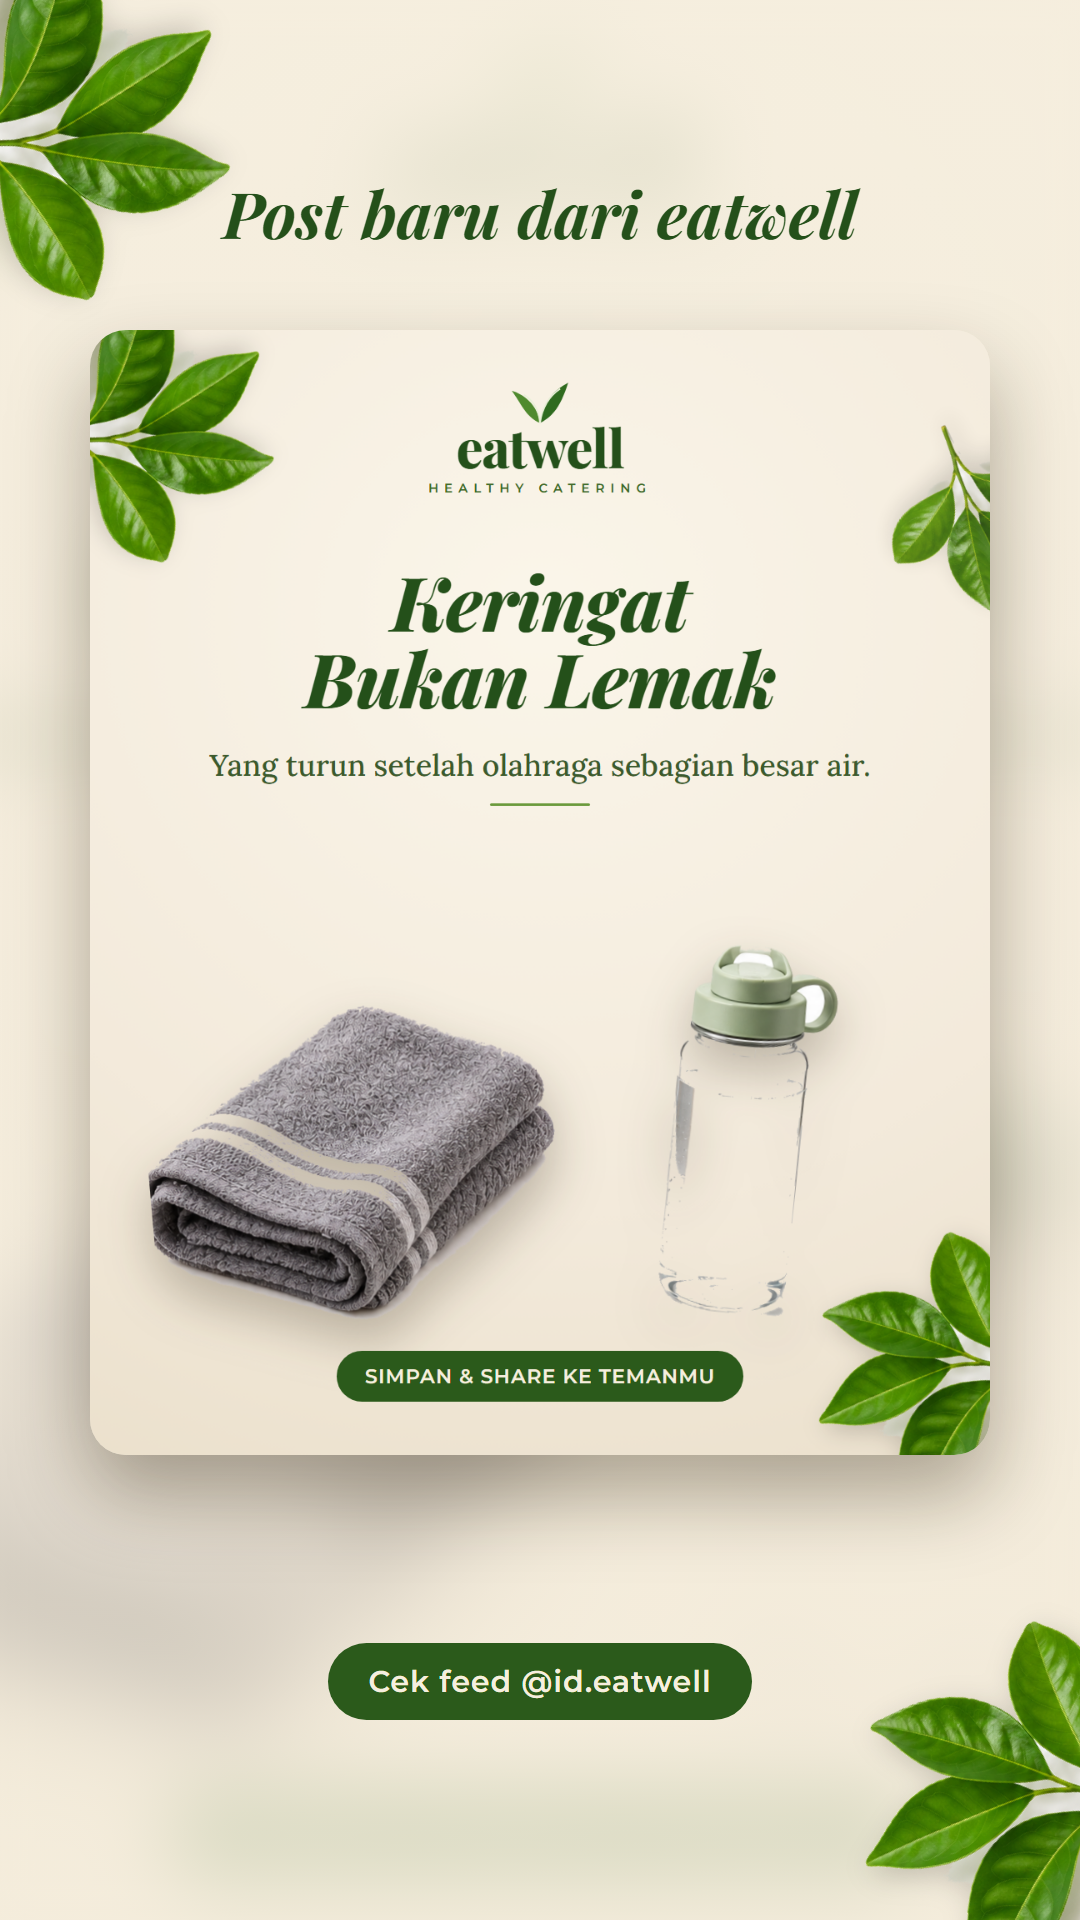 Post baru dari eatwell
eatwell
HEALTHY CATERING
Keringat
Bukan Lemak
Yang turun setelah olahraga sebagian besar air.
SIMPAN & SHARE KE TEMANMU
Cek feed @id.eatwell